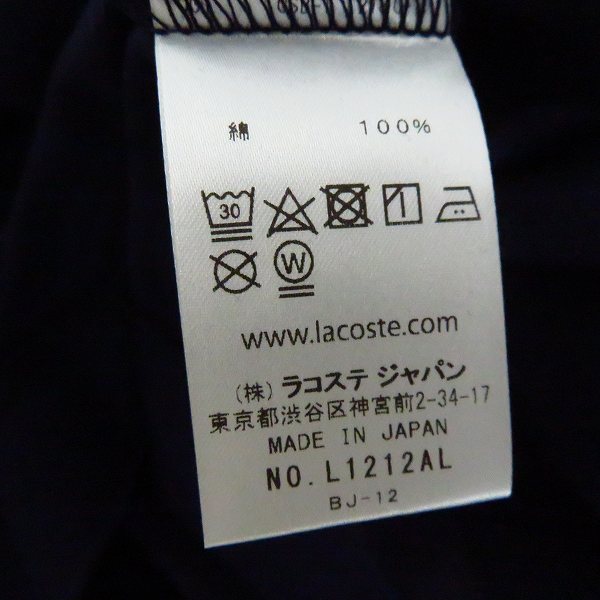 綿 100%
30
W
www.lacoste.com
(株) ラコステ ジャパン
東京都渋谷区神宮前2-34-17
MADE IN JAPAN
NO.L1212AL
BJ-12